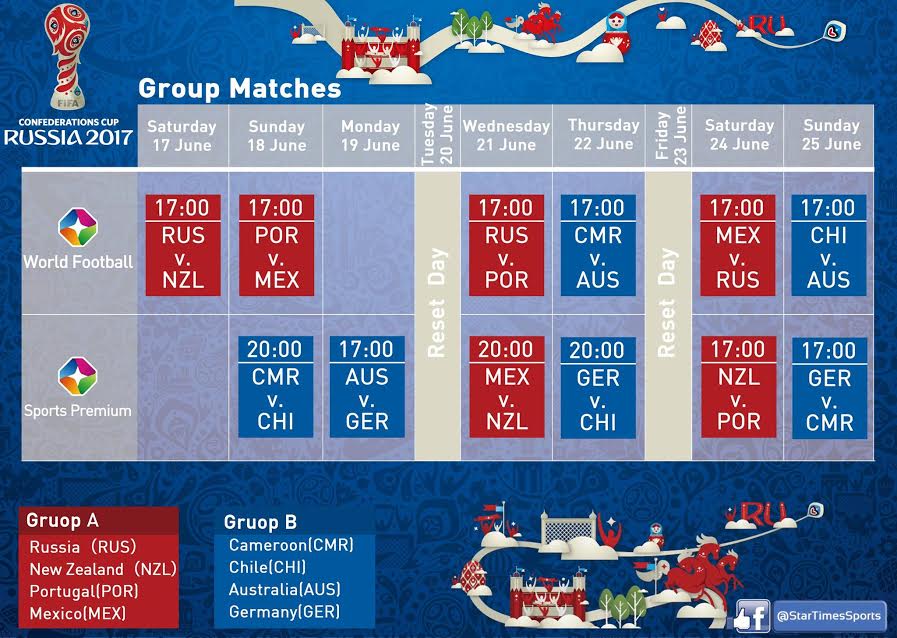 FIFA
CONFEDERATIONS CUP
RUSSIA 2017
RU
Group Matches
Saturday
17 June
Sunday
18 June
Monday
19 June
Tuesday
20 June
Wednesday
21 June
Thursday
22 June
Friday
23 June
Saturday
24 June
Sunday
25 June
World Football
17:00
RUS
v.
NZL
17:00
POR
v.
MEX
17:00
RUS
v.
POR
17:00
CMR
v.
AUS
17:00
MEX
v.
RUS
17:00
CHI
v.
AUS
Reset Day
Reset Day
Sports Premium
20:00
CMR
v.
CHI
17:00
AUS
v.
GER
20:00
MEX
v.
NZL
20:00
GER
v.
CHI
17:00
NZL
v.
POR
17:00
GER
v.
CMR
Gruop A
Russia (RUS)
New Zealand (NZL)
Portugal(POR)
Mexico(MEX)
Gruop B
Cameroon(CMR)
Chile(CHI)
Australia(AUS)
Germany(GER)
RU
@StarTimesSports